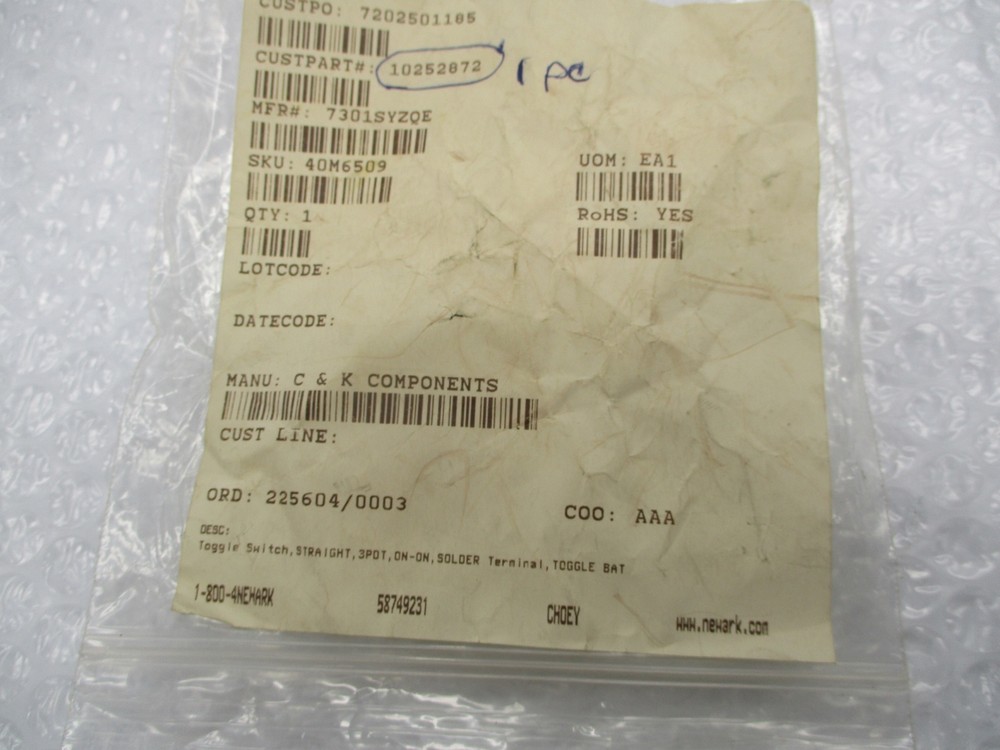 CUSTPO: 7202501185
CUSTPART#: 10252872 1 pc
MFR#: 7301SYZQE
SKU: 40M6509
UOM: EA1
QTY: 1
RoHS: YES
LOTCODE:
DATECODE:
MANU: C & K COMPONENTS
CUST LINE:
ORD: 225604/0003
COO: AAA
DESC:
Toggle Switch,STRAIGHT,3PDT,ON-ON,SOLDER Terminal,TOGGLE BAT
1-800-4NEWARK 58749231 CHOEY www.newark.com